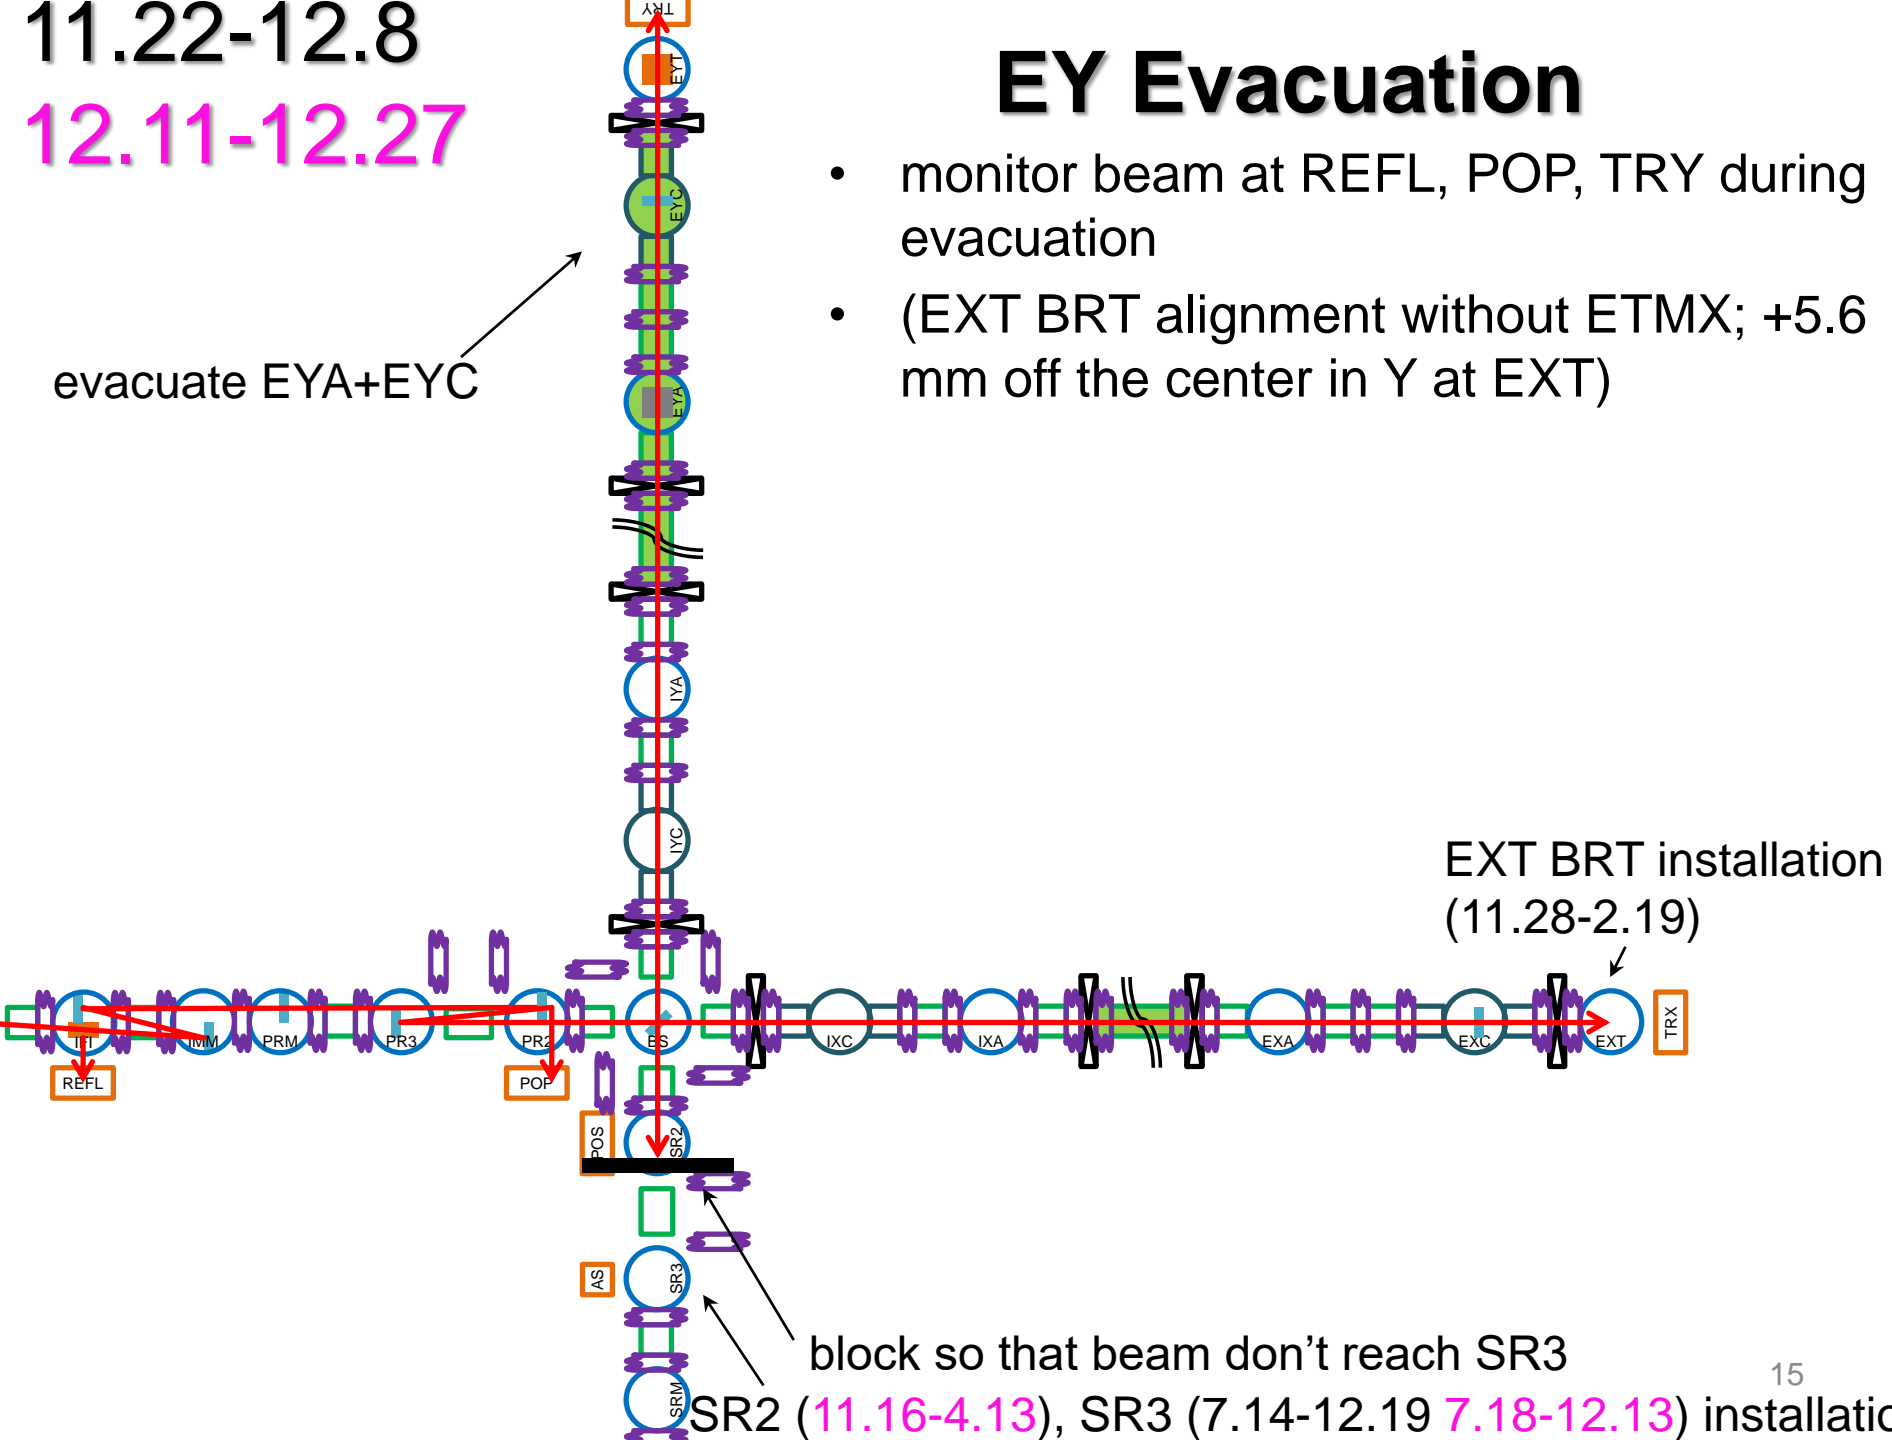 11.22-12.8
12.11-12.27
EY Evacuation
• monitor beam at REFL, POP, TRY during
evacuation
• (EXT BRT alignment without ETMX; +5.6
mm off the center in Y at EXT)
TRY
EYT
EYC
evacuate EYA+EYC
EYA
IYA
IYC
EXT BRT installation
(11.28-2.19)
IFI
IMM
PRM
PR3
PR2
BS
IXC
IXA
EXA
EXC
EXT
TRX
REFL
POP
POS
SR2
AS
SR3
block so that beam don't reach SR3
15
SRM
SR2 (11.16-4.13), SR3 (7.14-12.19 7.18-12.13) installatio